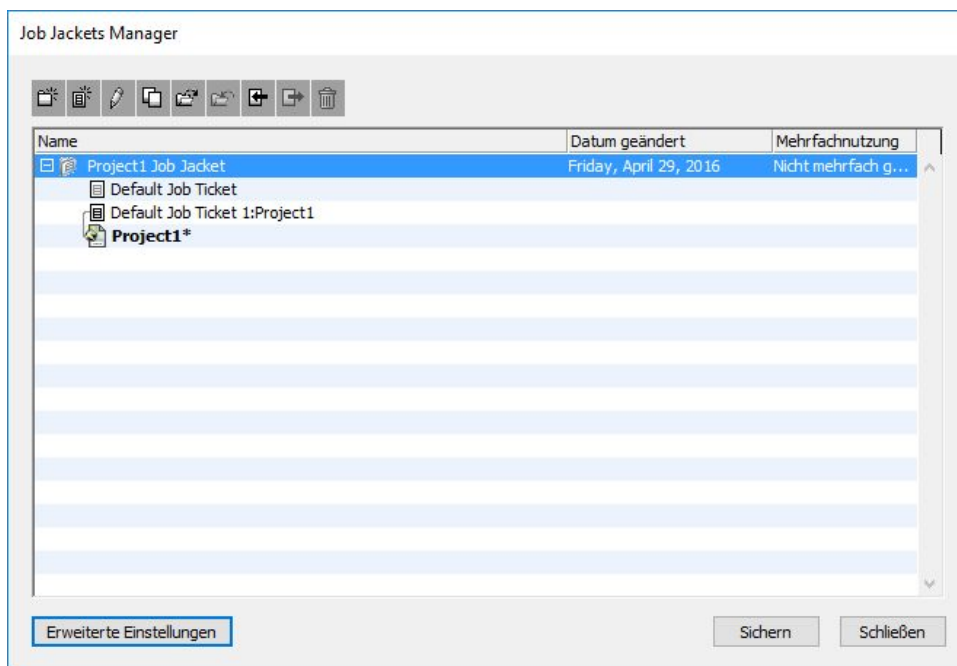 Job Jackets Manager
Name Datum geändert Mehrfachnutzung
Project1 Job Jacket Friday, April 29, 2016 Nicht mehrfach g...
Default Job Ticket
Default Job Ticket 1:Project1
Project1*
Erweiterte Einstellungen Sichern Schließen